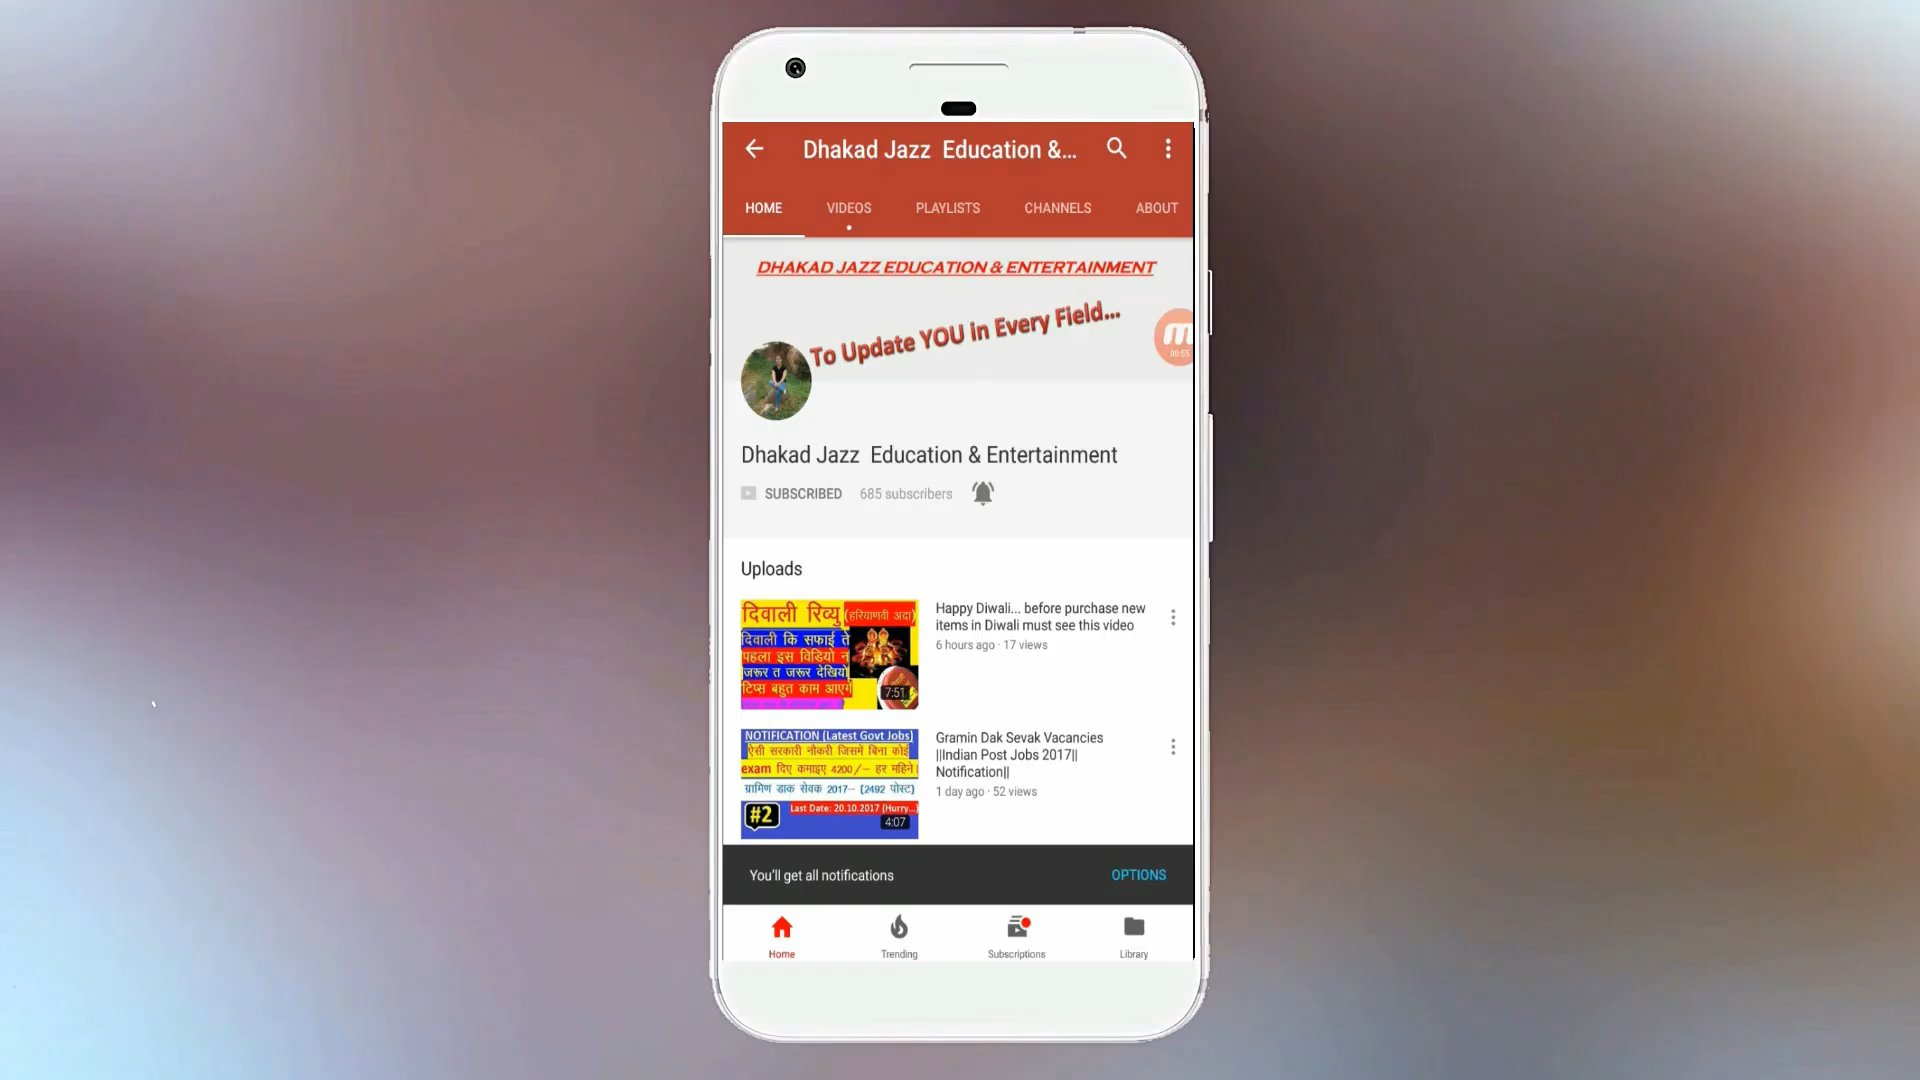 Dhakad Jazz Education &...
HOME VIDEOS PLAYLISTS CHANNELS ABOUT
DHAKAD JAZZ EDUCATION & ENTERTAINMENT
To Update YOU in Every Field...
00:55
Dhakad Jazz Education & Entertainment
SUBSCRIBED 685 subscribers
Uploads
दिवाली रिव्यु (हरियाणवी अदा)
दिवाली कि सफाई ते
पहला इस विडियो न
जरूर त जरूर देखियो
टिप्स बहुत काम आएगें
7:51
Happy Diwali... before purchase new
items in Diwali must see this video
6 hours ago · 17 views
NOTIFICATION (Latest Govt Jobs)
ऐसी सरकारी नौकरी जिसमें बिना कोई
exam दिए कमाइए 4200/- हर महिने।
ग्रामिण डाक सेवक 2017- (2492 पोस्ट)
Last Date: 20.10.2017 (Hurry...)
#2
4:07
Gramin Dak Sevak Vacancies
||Indian Post Jobs 2017||
Notification||
1 day ago · 52 views
You'll get all notifications OPTIONS
Home Trending Subscriptions Library